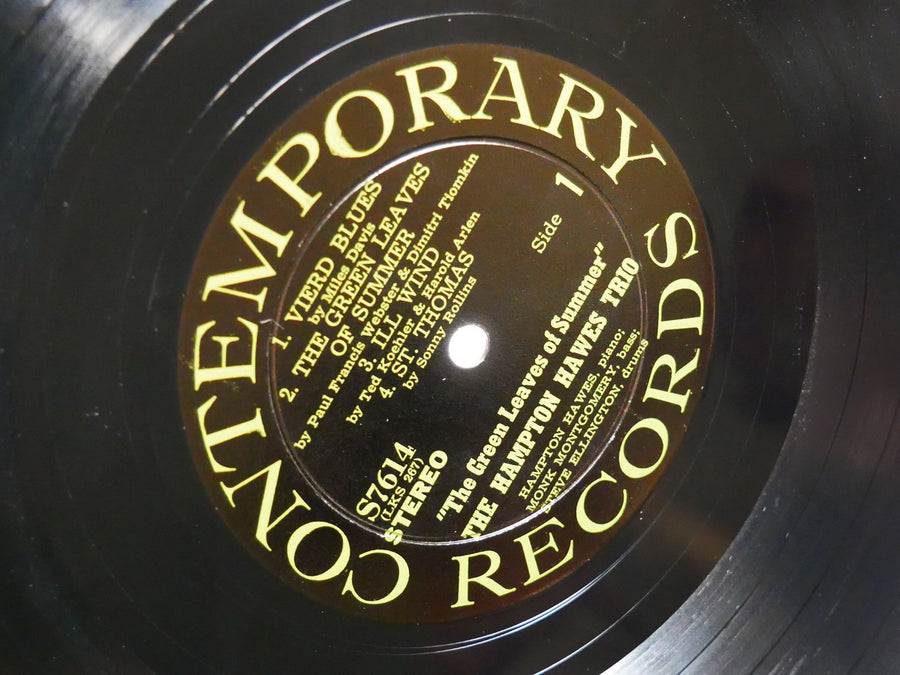 CONTEMPORARY RECORDS
Side 1
1. VIERD BLUES
by Miles Davis
2. THE GREEN LEAVES
OF SUMMER
by Paul Francis Webster & Dimitri Tiomkin
3. ILL WIND
by Ted Koehler & Harold Arlen
4. ST. THOMAS
by Sonny Rollins
S7614
(LKS 267)
STEREO
"The Green Leaves of Summer"
THE HAMPTON HAWES TRIO
HAMPTON HAWES, piano;
MONK MONTGOMERY, bass;
STEVE ELLINGTON, drums